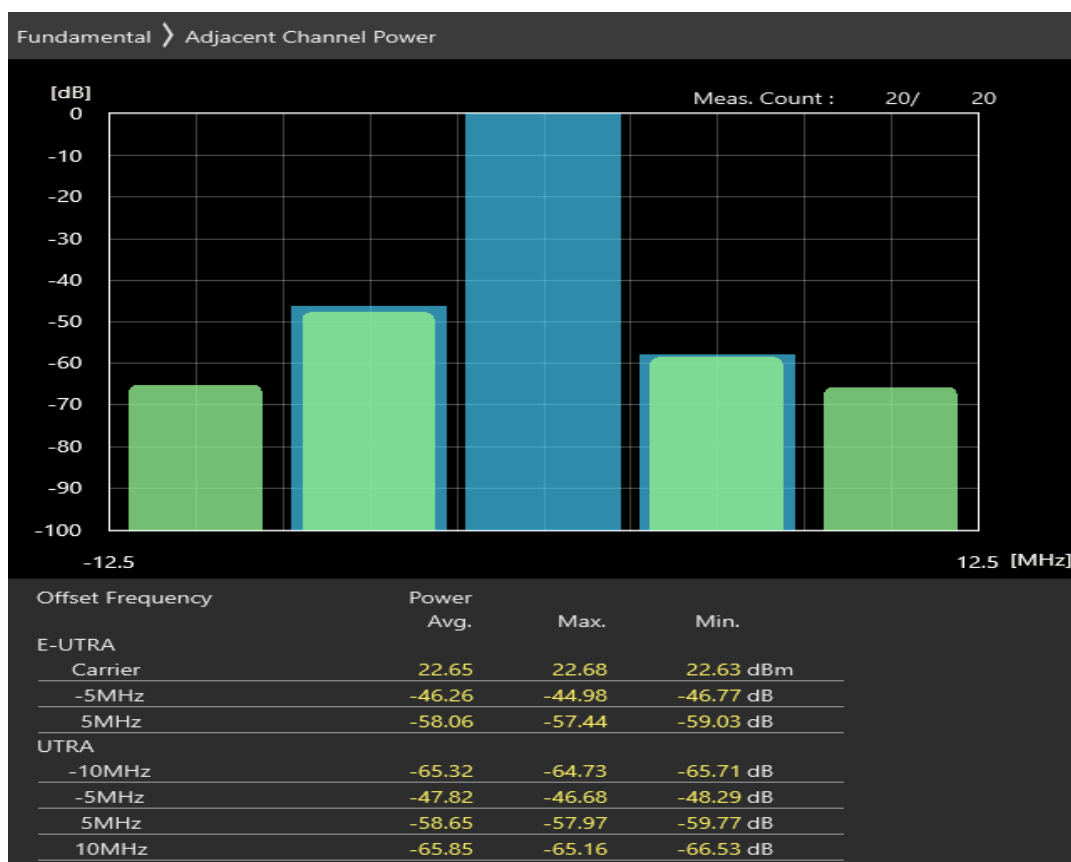 Fundamental ❯ Adjacent Channel Power
[dB]
Meas. Count : 20/ 20
0
-10
-20
-30
-40
-50
-60
-70
-80
-90
-100
-12.5 12.5 [MHz]
Offset Frequency Power
Avg. Max. Min.
E-UTRA
Carrier 22.65 22.68 22.63 dBm
-5MHz -46.26 -44.98 -46.77 dB
5MHz -58.06 -57.44 -59.03 dB
UTRA
-10MHz -65.32 -64.73 -65.71 dB
-5MHz -47.82 -46.68 -48.29 dB
5MHz -58.65 -57.97 -59.77 dB
10MHz -65.85 -65.16 -66.53 dB